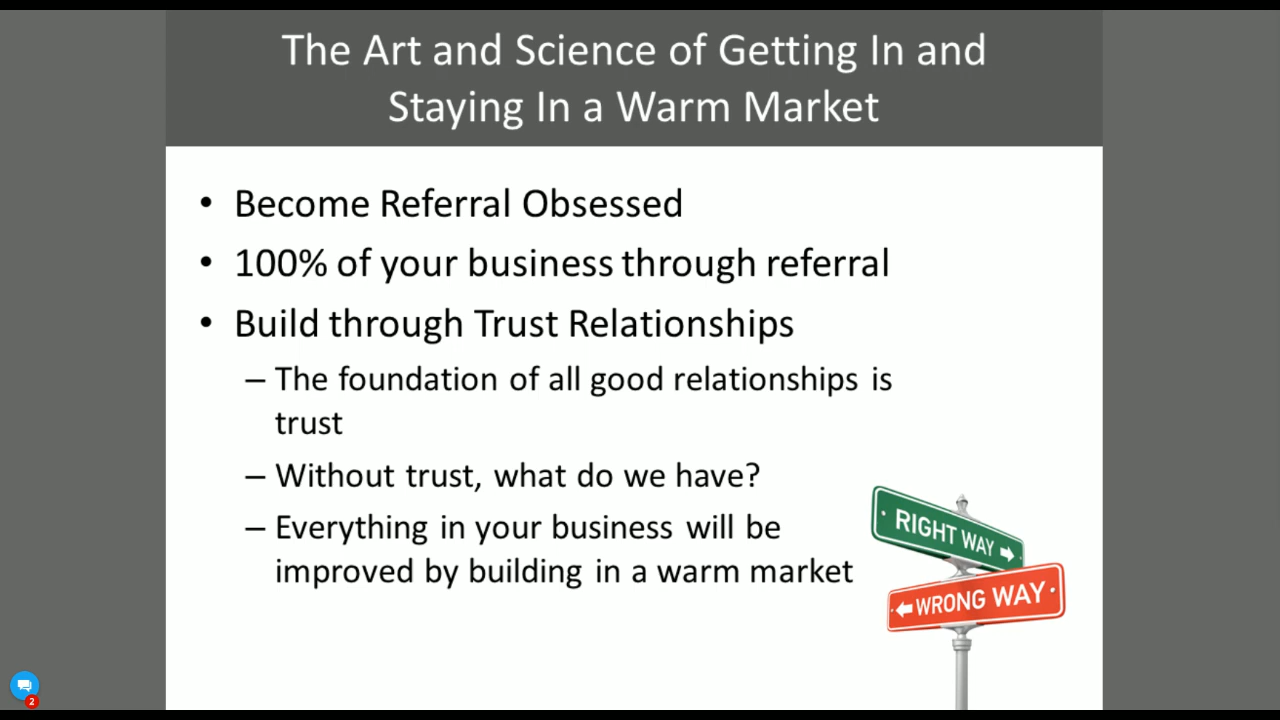 The Art and Science of Getting In and
Staying In a Warm Market
• Become Referral Obsessed
• 100% of your business through referral
• Build through Trust Relationships
– The foundation of all good relationships is
trust
– Without trust, what do we have?
– Everything in your business will be
improved by building in a warm market
RIGHT WAY
WRONG WAY
2